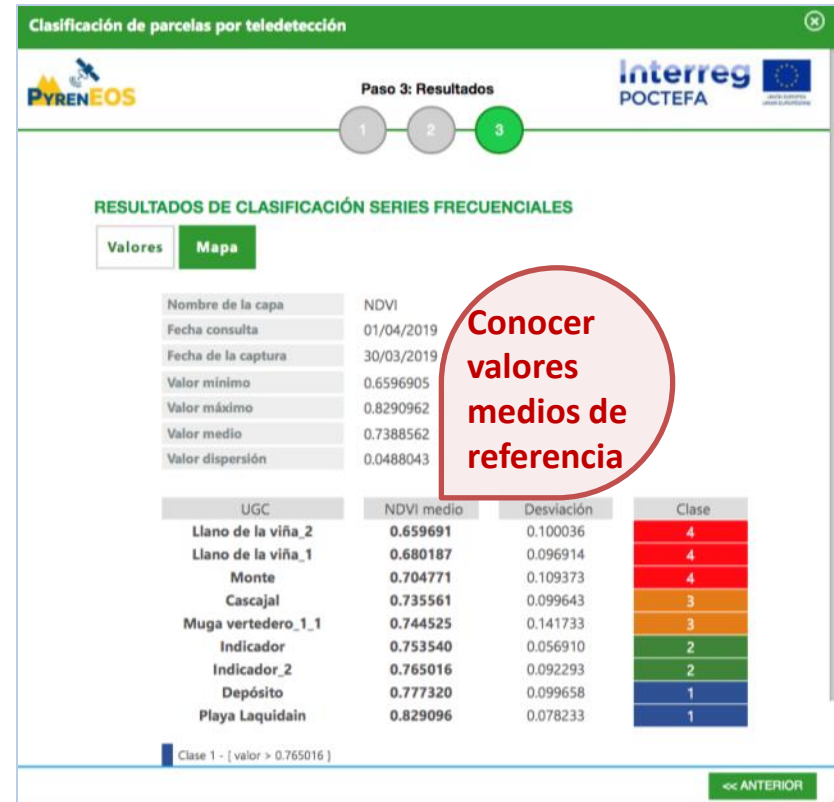 Clasificación de parcelas por teledetección
PYRENEOS
Paso 3: Resultados
Interreg
POCTEFA
1 2 3
RESULTADOS DE CLASIFICACIÓN SERIES FRECUENCIALES
Valores Mapa
Nombre de la capa NDVI
Fecha consulta 01/04/2019
Fecha de la captura 30/03/2019
Valor mínimo 0.6596905
Valor máximo 0.8290962
Valor medio 0.7388562
Valor dispersión 0.0488043
Conocer
valores
medios de
referencia
UGC NDVI medio Desviación Clase
Llano de la viña_2 0.659691 0.100036 4
Llano de la viña_1 0.680187 0.096914 4
Monte 0.704771 0.109373 4
Cascajal 0.735561 0.099643 3
Muga vertedero_1_1 0.744525 0.141733 3
Indicador 0.753540 0.056910 2
Indicador_2 0.765016 0.092293 2
Depósito 0.777320 0.099658 1
Playa Laquidain 0.829096 0.078233 1
Clase 1 - [ valor > 0.765016 ]
<< ANTERIOR